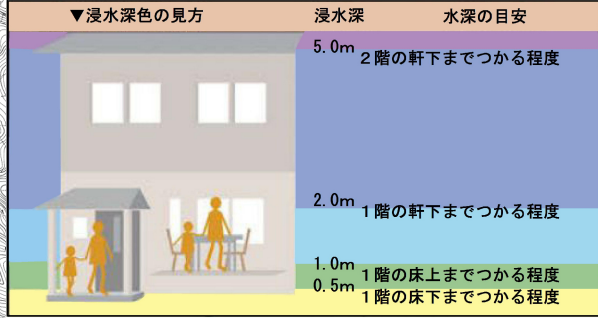 ▼浸水深色の見方 浸水深 水深の目安
5.0m 2階の軒下までつかる程度
2.0m 1階の軒下までつかる程度
1.0m 1階の床上までつかる程度
0.5m 1階の床下までつかる程度